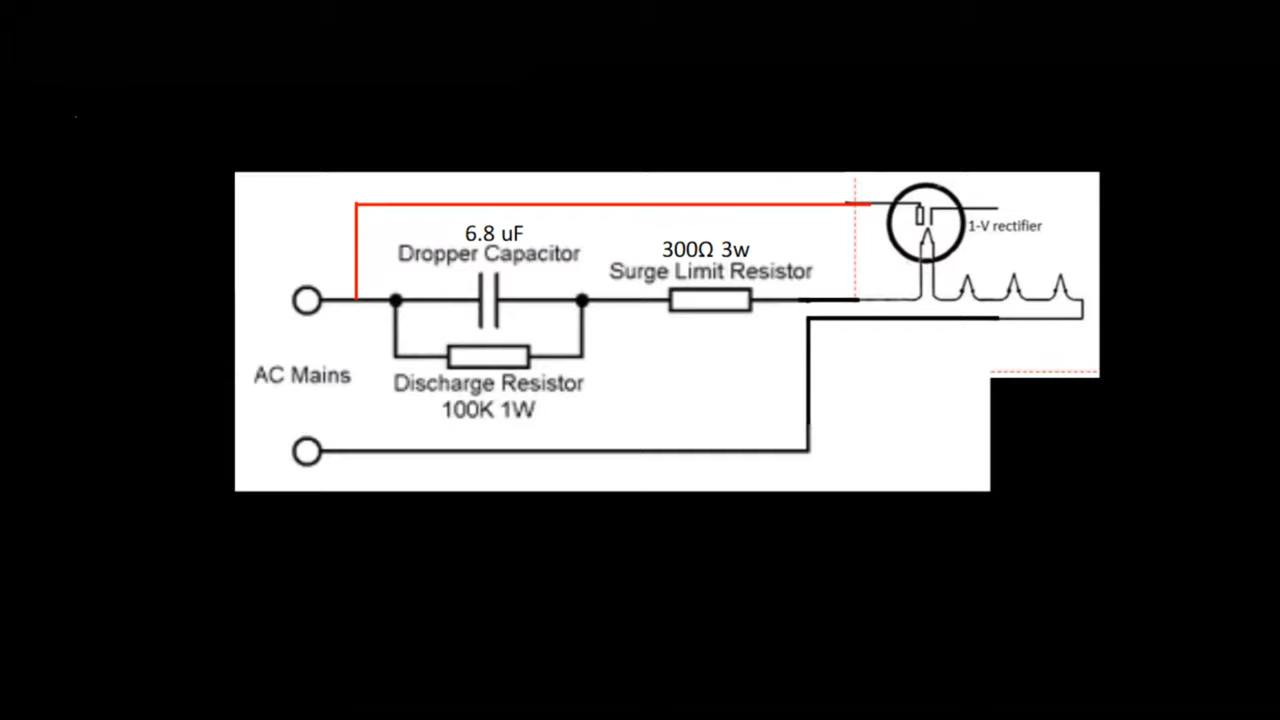 6.8 uF
Dropper Capacitor
300Ω 3w
Surge Limit Resistor
1-V rectifier
AC Mains
Discharge Resistor
100K 1W